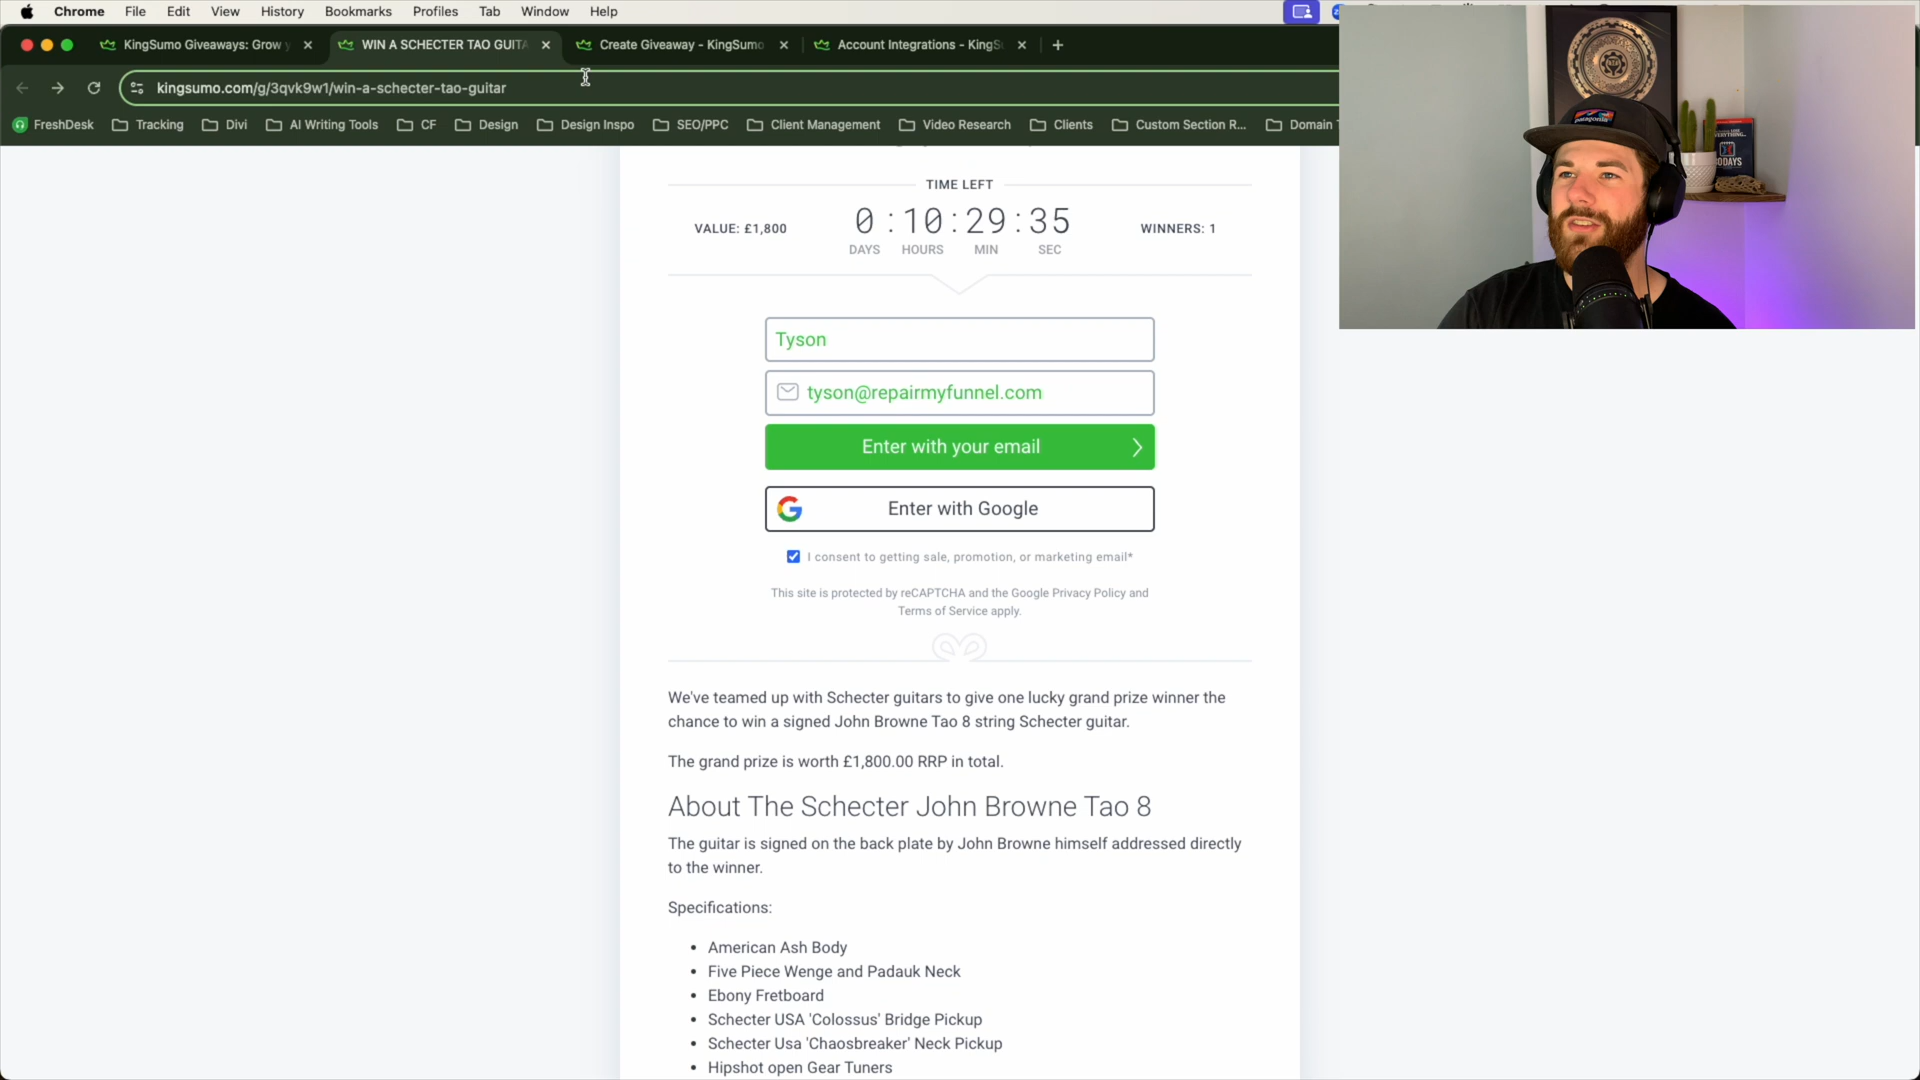 Chrome File Edit View History Bookmarks Profiles Tab Window Help
KingSumo Giveaways: Grow WIN A SCHECTER TAO GUITA Create Giveaway - KingSumo Account Integrations - KingS
kingsumo.com/g/3qvk9w1/win-a-schecter-tao-guitar
FreshDesk Tracking Divi AI Writing Tools CF Design Design Inspo SEO/PPC Client Management Video Research Clients Custom Section R... Domain
TIME LEFT
VALUE: £1,800 0 : 10 : 29 : 35 WINNERS: 1
DAYS HOURS MIN SEC
Tyson
tyson@repairmyfunnel.com
Enter with your email
Enter with Google
I consent to getting sale, promotion, or marketing email*
This site is protected by reCAPTCHA and the Google Privacy Policy and
Terms of Service apply.
We've teamed up with Schecter guitars to give one lucky grand prize winner the
chance to win a signed John Browne Tao 8 string Schecter guitar.
The grand prize is worth £1,800.00 RRP in total.
About The Schecter John Browne Tao 8
The guitar is signed on the back plate by John Browne himself addressed directly
to the winner.
Specifications:
• American Ash Body
• Five Piece Wenge and Padauk Neck
• Ebony Fretboard
• Schecter USA 'Colossus' Bridge Pickup
• Schecter Usa 'Chaosbreaker' Neck Pickup
• Hipshot open Gear Tuners
patagonia
30DAYS